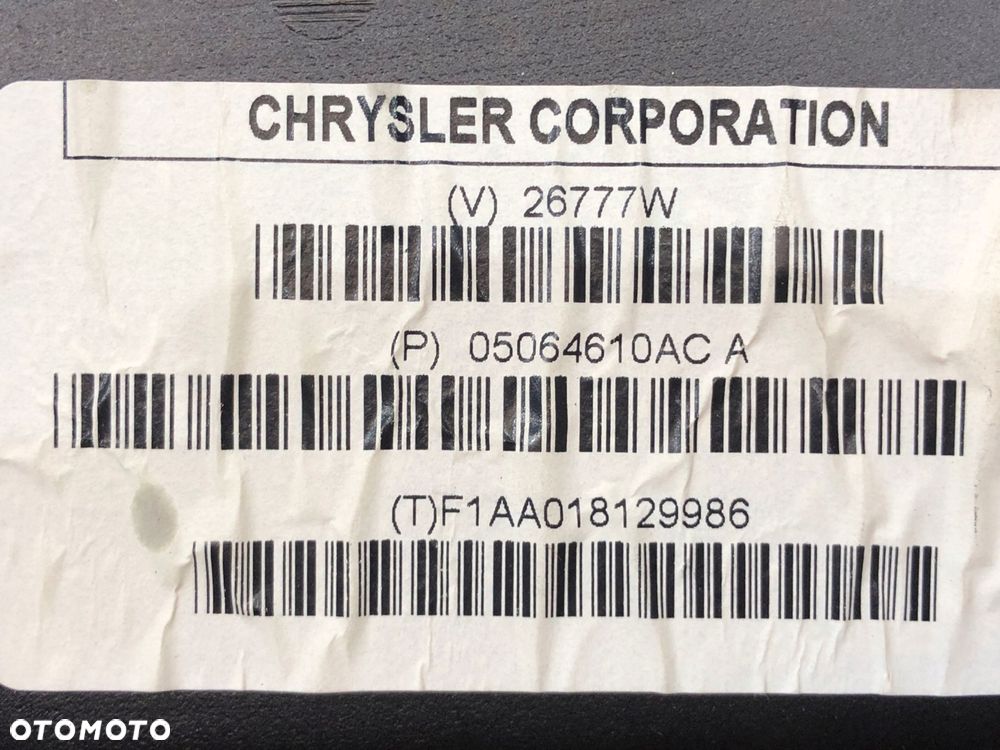 CHRYSLER CORPORATION
(V) 26777W
(P) 05064610AC A
(T)F1AA018129986
OTOMOTO